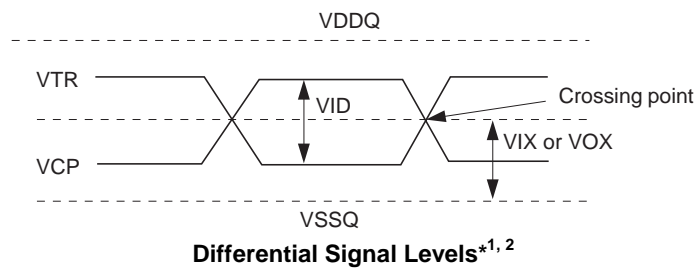 VDDQ
VTR
VID
Crossing point
VIX or VOX
VCP
VSSQ
Differential Signal Levels*1, 2